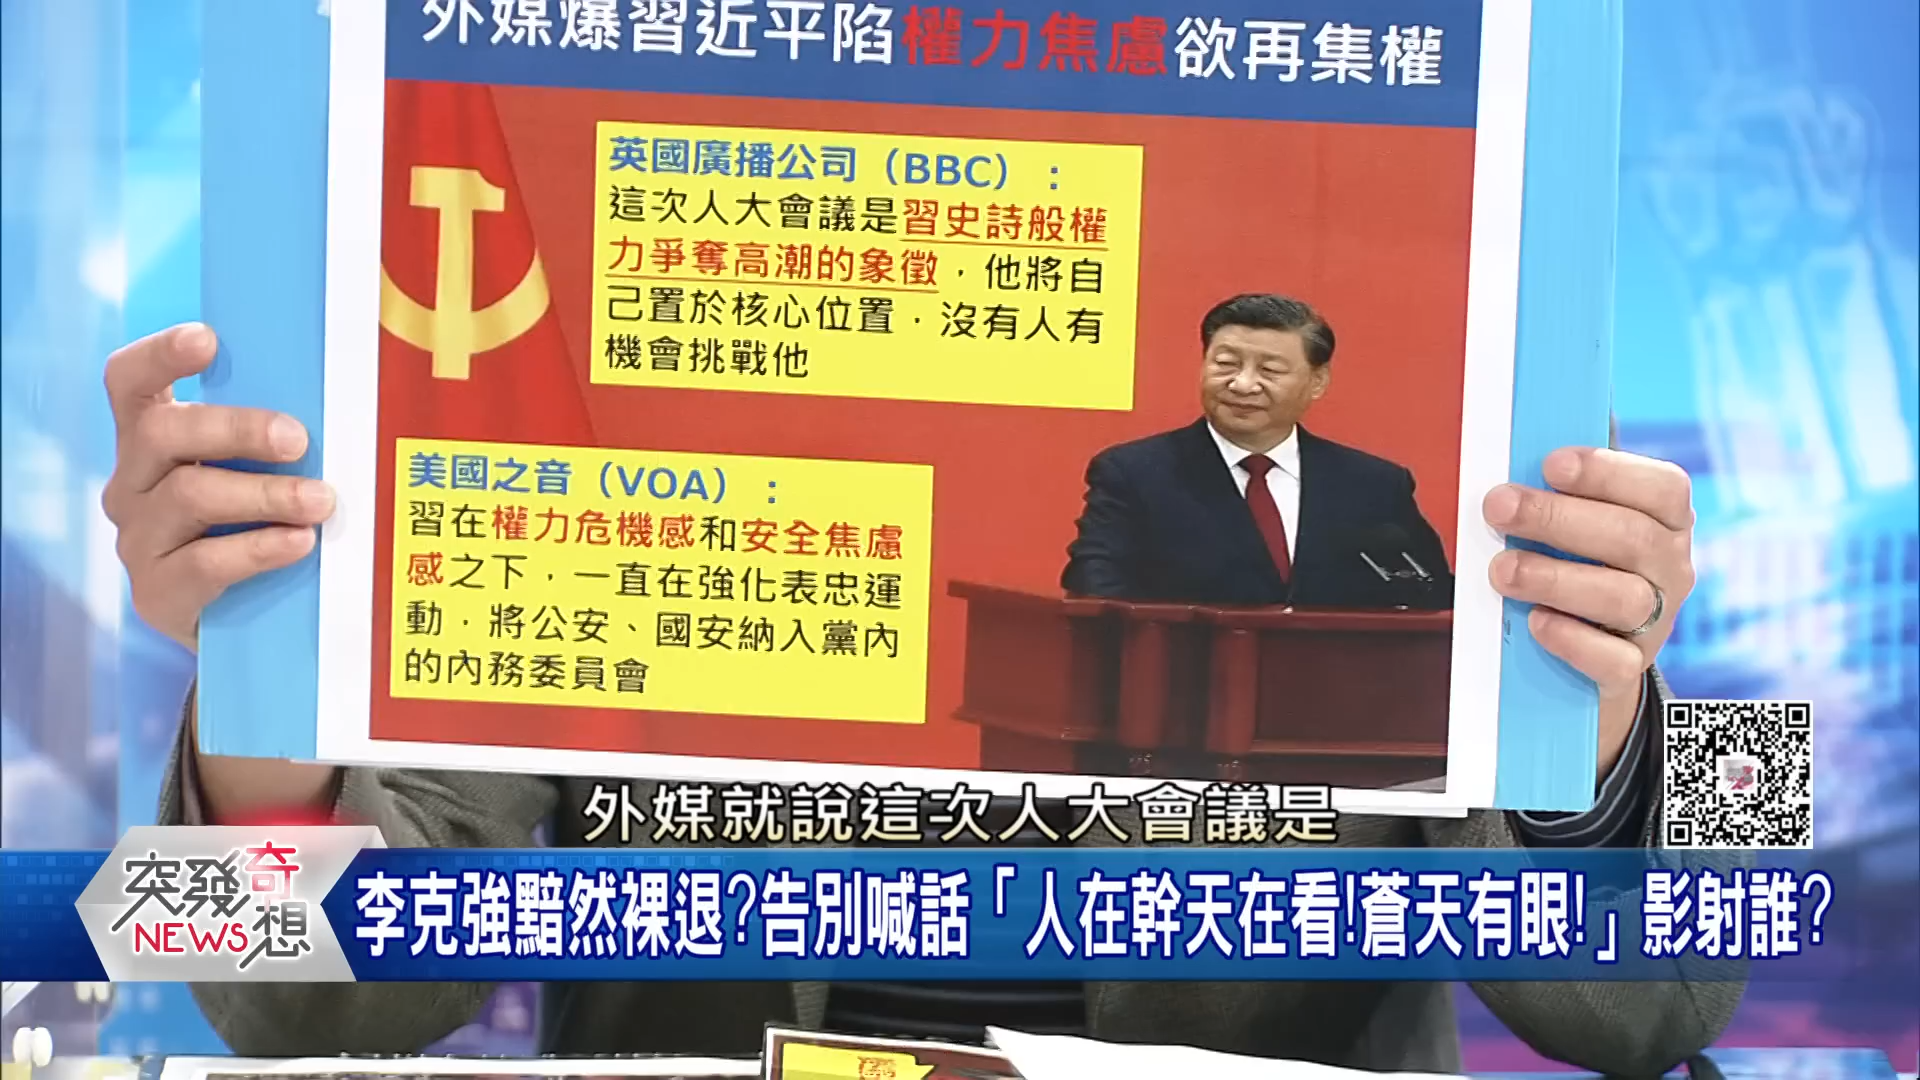 外媒爆習近平陷權力焦慮欲再集權
英國廣播公司（BBC）：
這次人大會議是習史詩般權
力爭奪高潮的象徵，他將自
己置於核心位置，沒有人有
機會挑戰他
美國之音（VOA）：
習在權力危機感和安全焦慮
感之下，一直在強化表忠運
動，將公安、國安納入黨內
的內務委員會
外媒就說這次人大會議是
突發奇想
NEWS
李克強黯然裸退?告別喊話「人在幹天在看!蒼天有眼!」影射誰?